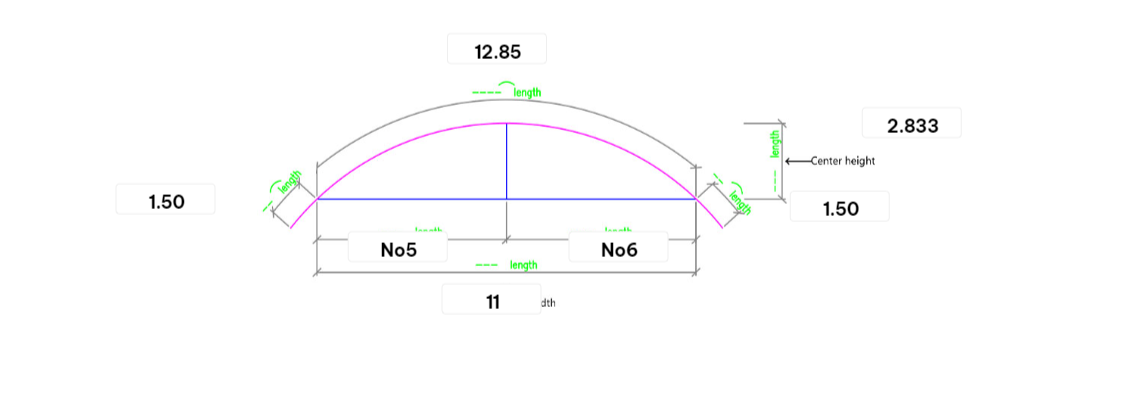 12.85
---- length
2.833
length
Center height
length
length
1.50
1.50
No5
No6
--- length
11
dth